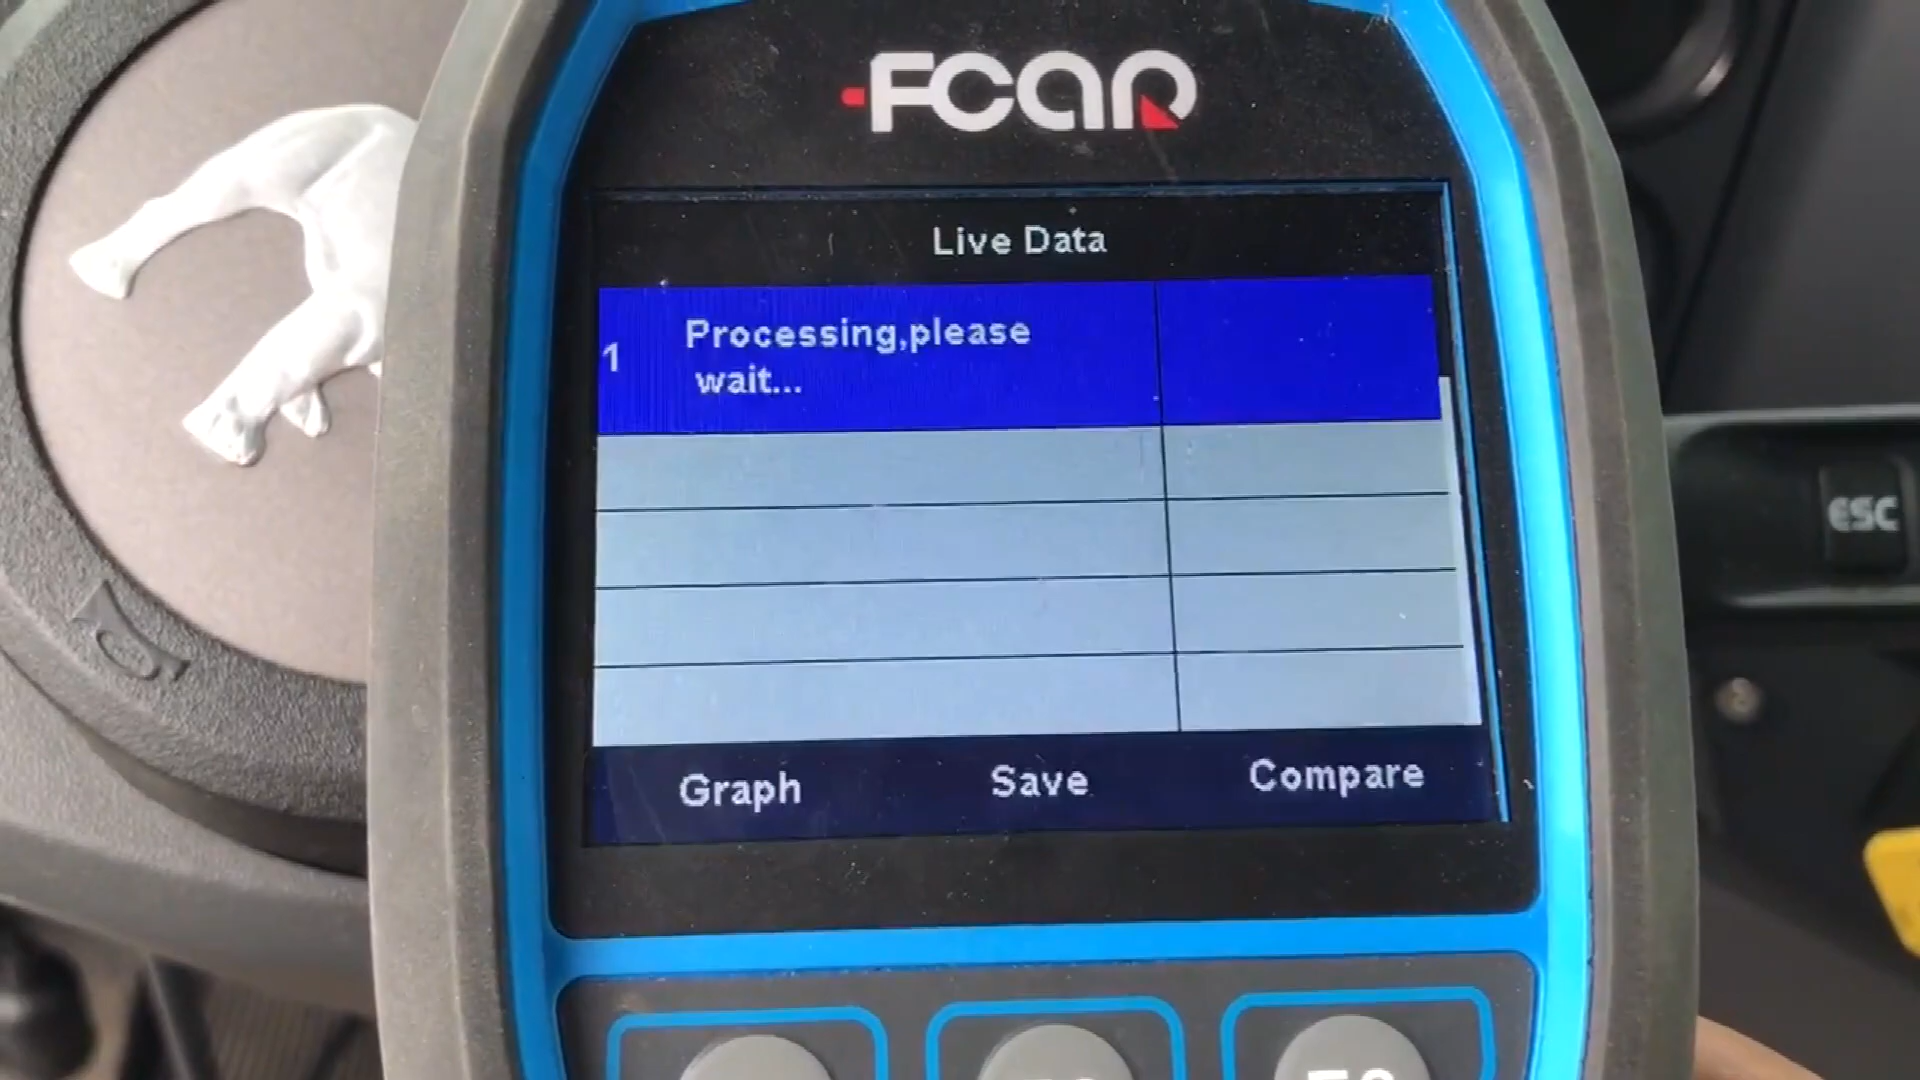 FCAR
Live Data
1
Processing,please
wait...
ESC
Graph
Save
Compare